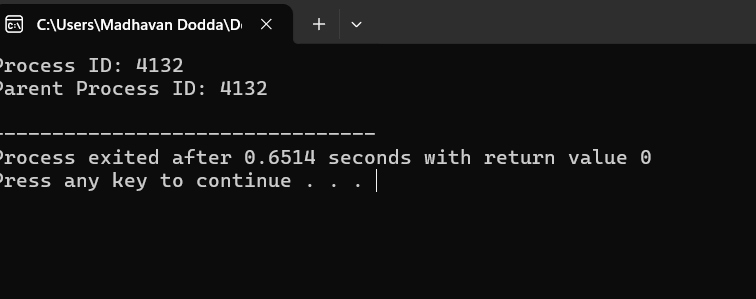 C:\Users\Madhavan Dodda\D
Process ID: 4132
Parent Process ID: 4132
--------------------------------
Process exited after 0.6514 seconds with return value 0
Press any key to continue . . .